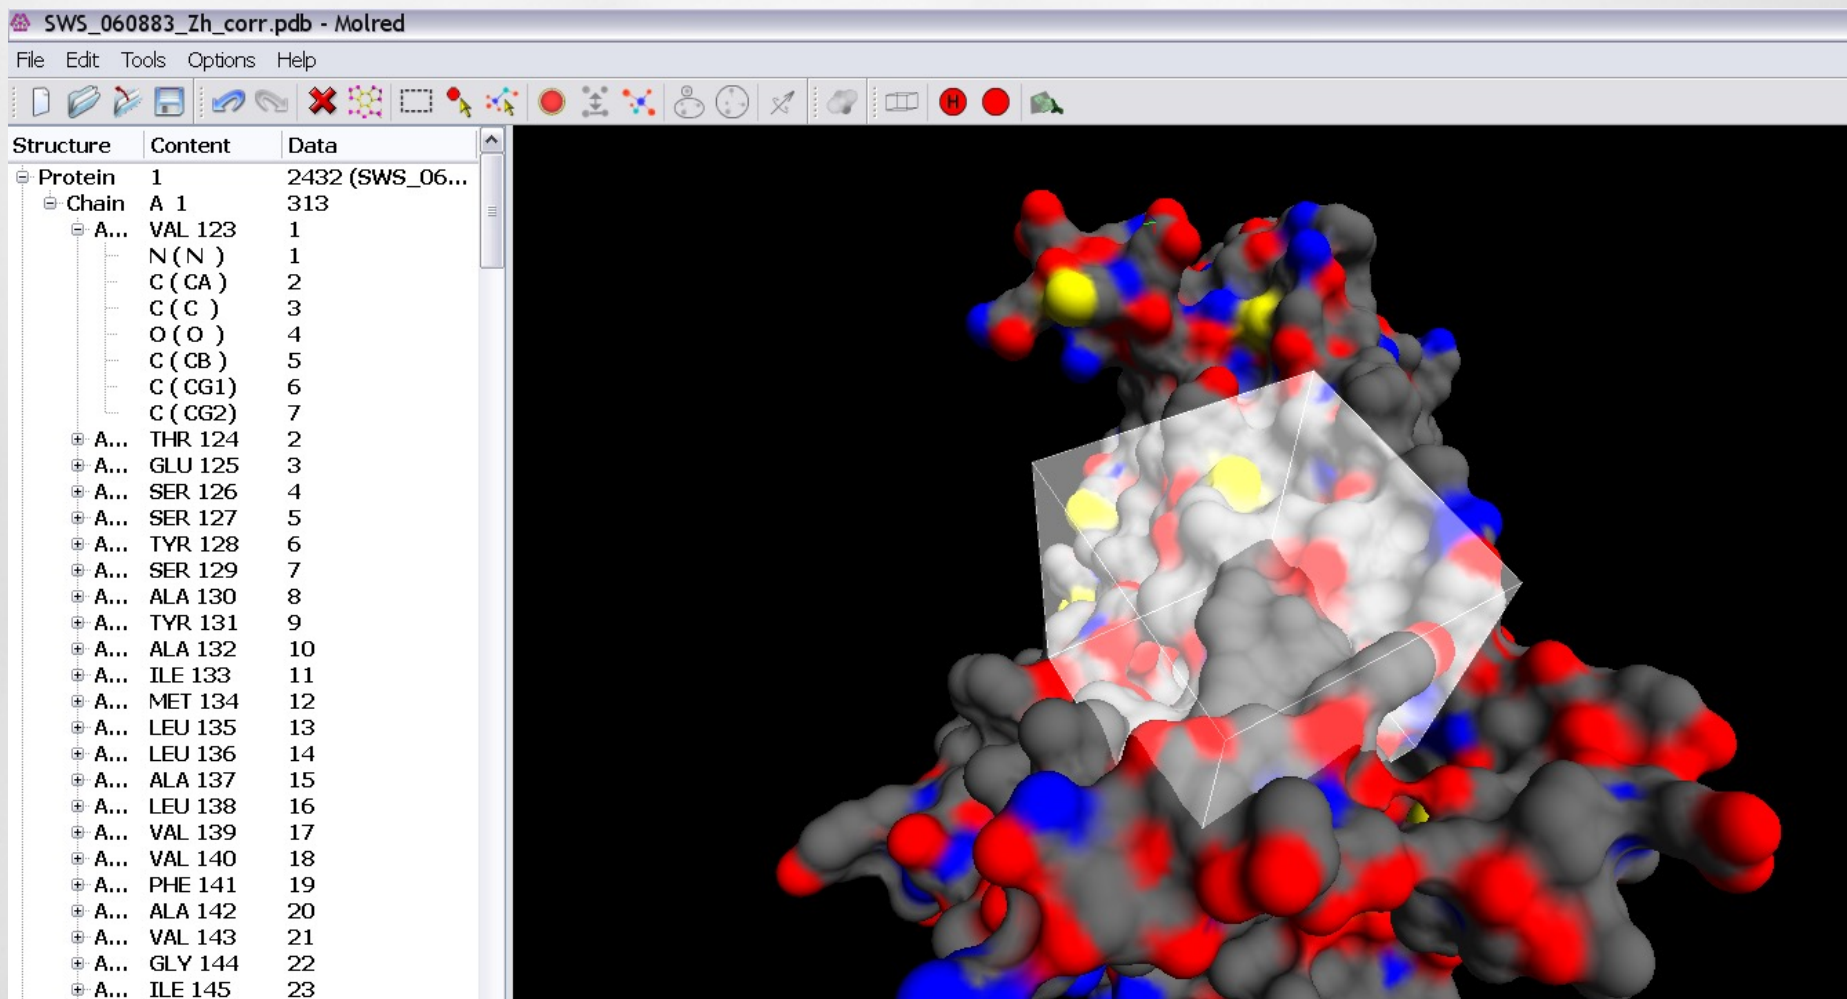 SWS_060883_Zh_corr.pdb - Molred
File Edit Tools Options Help
H
Structure Content Data
Protein 1 2432 (SWS_06...
Chain A 1 313
A... VAL 123 1
N ( N ) 1
C ( CA ) 2
C ( C ) 3
O ( O ) 4
C ( CB ) 5
C ( CG1) 6
C ( CG2) 7
A... THR 124 2
A... GLU 125 3
A... SER 126 4
A... SER 127 5
A... TYR 128 6
A... SER 129 7
A... ALA 130 8
A... TYR 131 9
A... ALA 132 10
A... ILE 133 11
A... MET 134 12
A... LEU 135 13
A... LEU 136 14
A... ALA 137 15
A... LEU 138 16
A... VAL 139 17
A... VAL 140 18
A... PHE 141 19
A... ALA 142 20
A... VAL 143 21
A... GLY 144 22
A... ILE 145 23